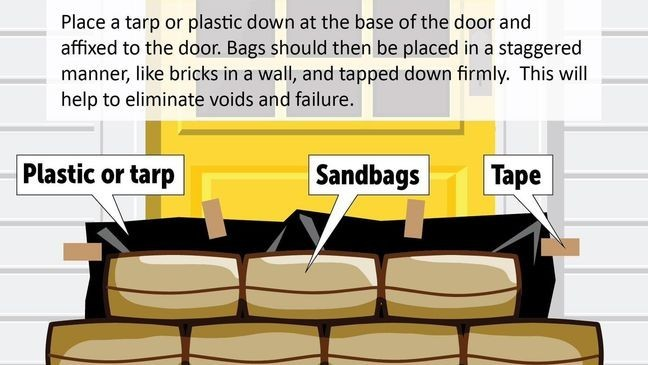 Place a tarp or plastic down at the base of the door and
affixed to the door. Bags should then be placed in a staggered
manner, like bricks in a wall, and tapped down firmly.  This will
help to eliminate voids and failure.
Plastic or tarp
Sandbags
Tape